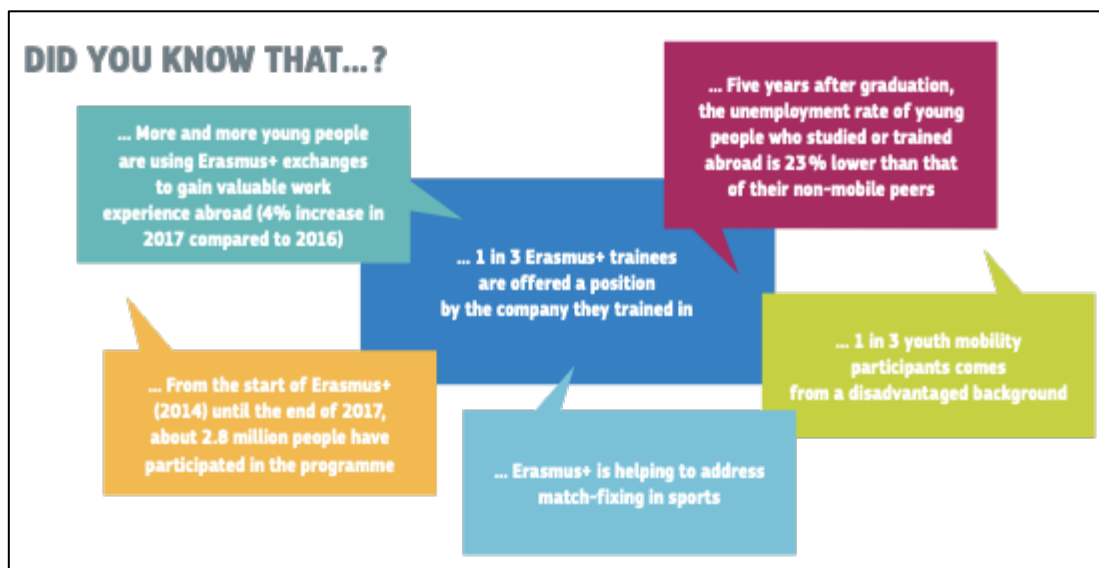 DID YOU KNOW THAT...?
... More and more young people
are using Erasmus+ exchanges
to gain valuable work
experience abroad (4% increase in
2017 compared to 2016)
... 1 in 3 Erasmus+ trainees
are offered a position
by the company they trained in
... Five years after graduation,
the unemployment rate of young
people who studied or trained
abroad is 23% lower than that
of their non-mobile peers
... From the start of Erasmus+
(2014) until the end of 2017,
about 2.8 million people have
participated in the programme
... Erasmus+ is helping to address
match-fixing in sports
... 1 in 3 youth mobility
participants comes
from a disadvantaged background